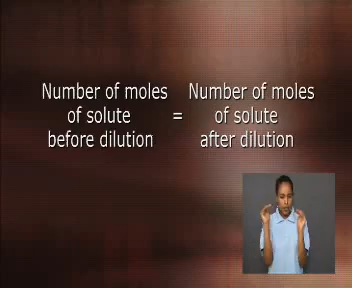 Number of moles of solute before dilution
=
Number of moles of solute after dilution